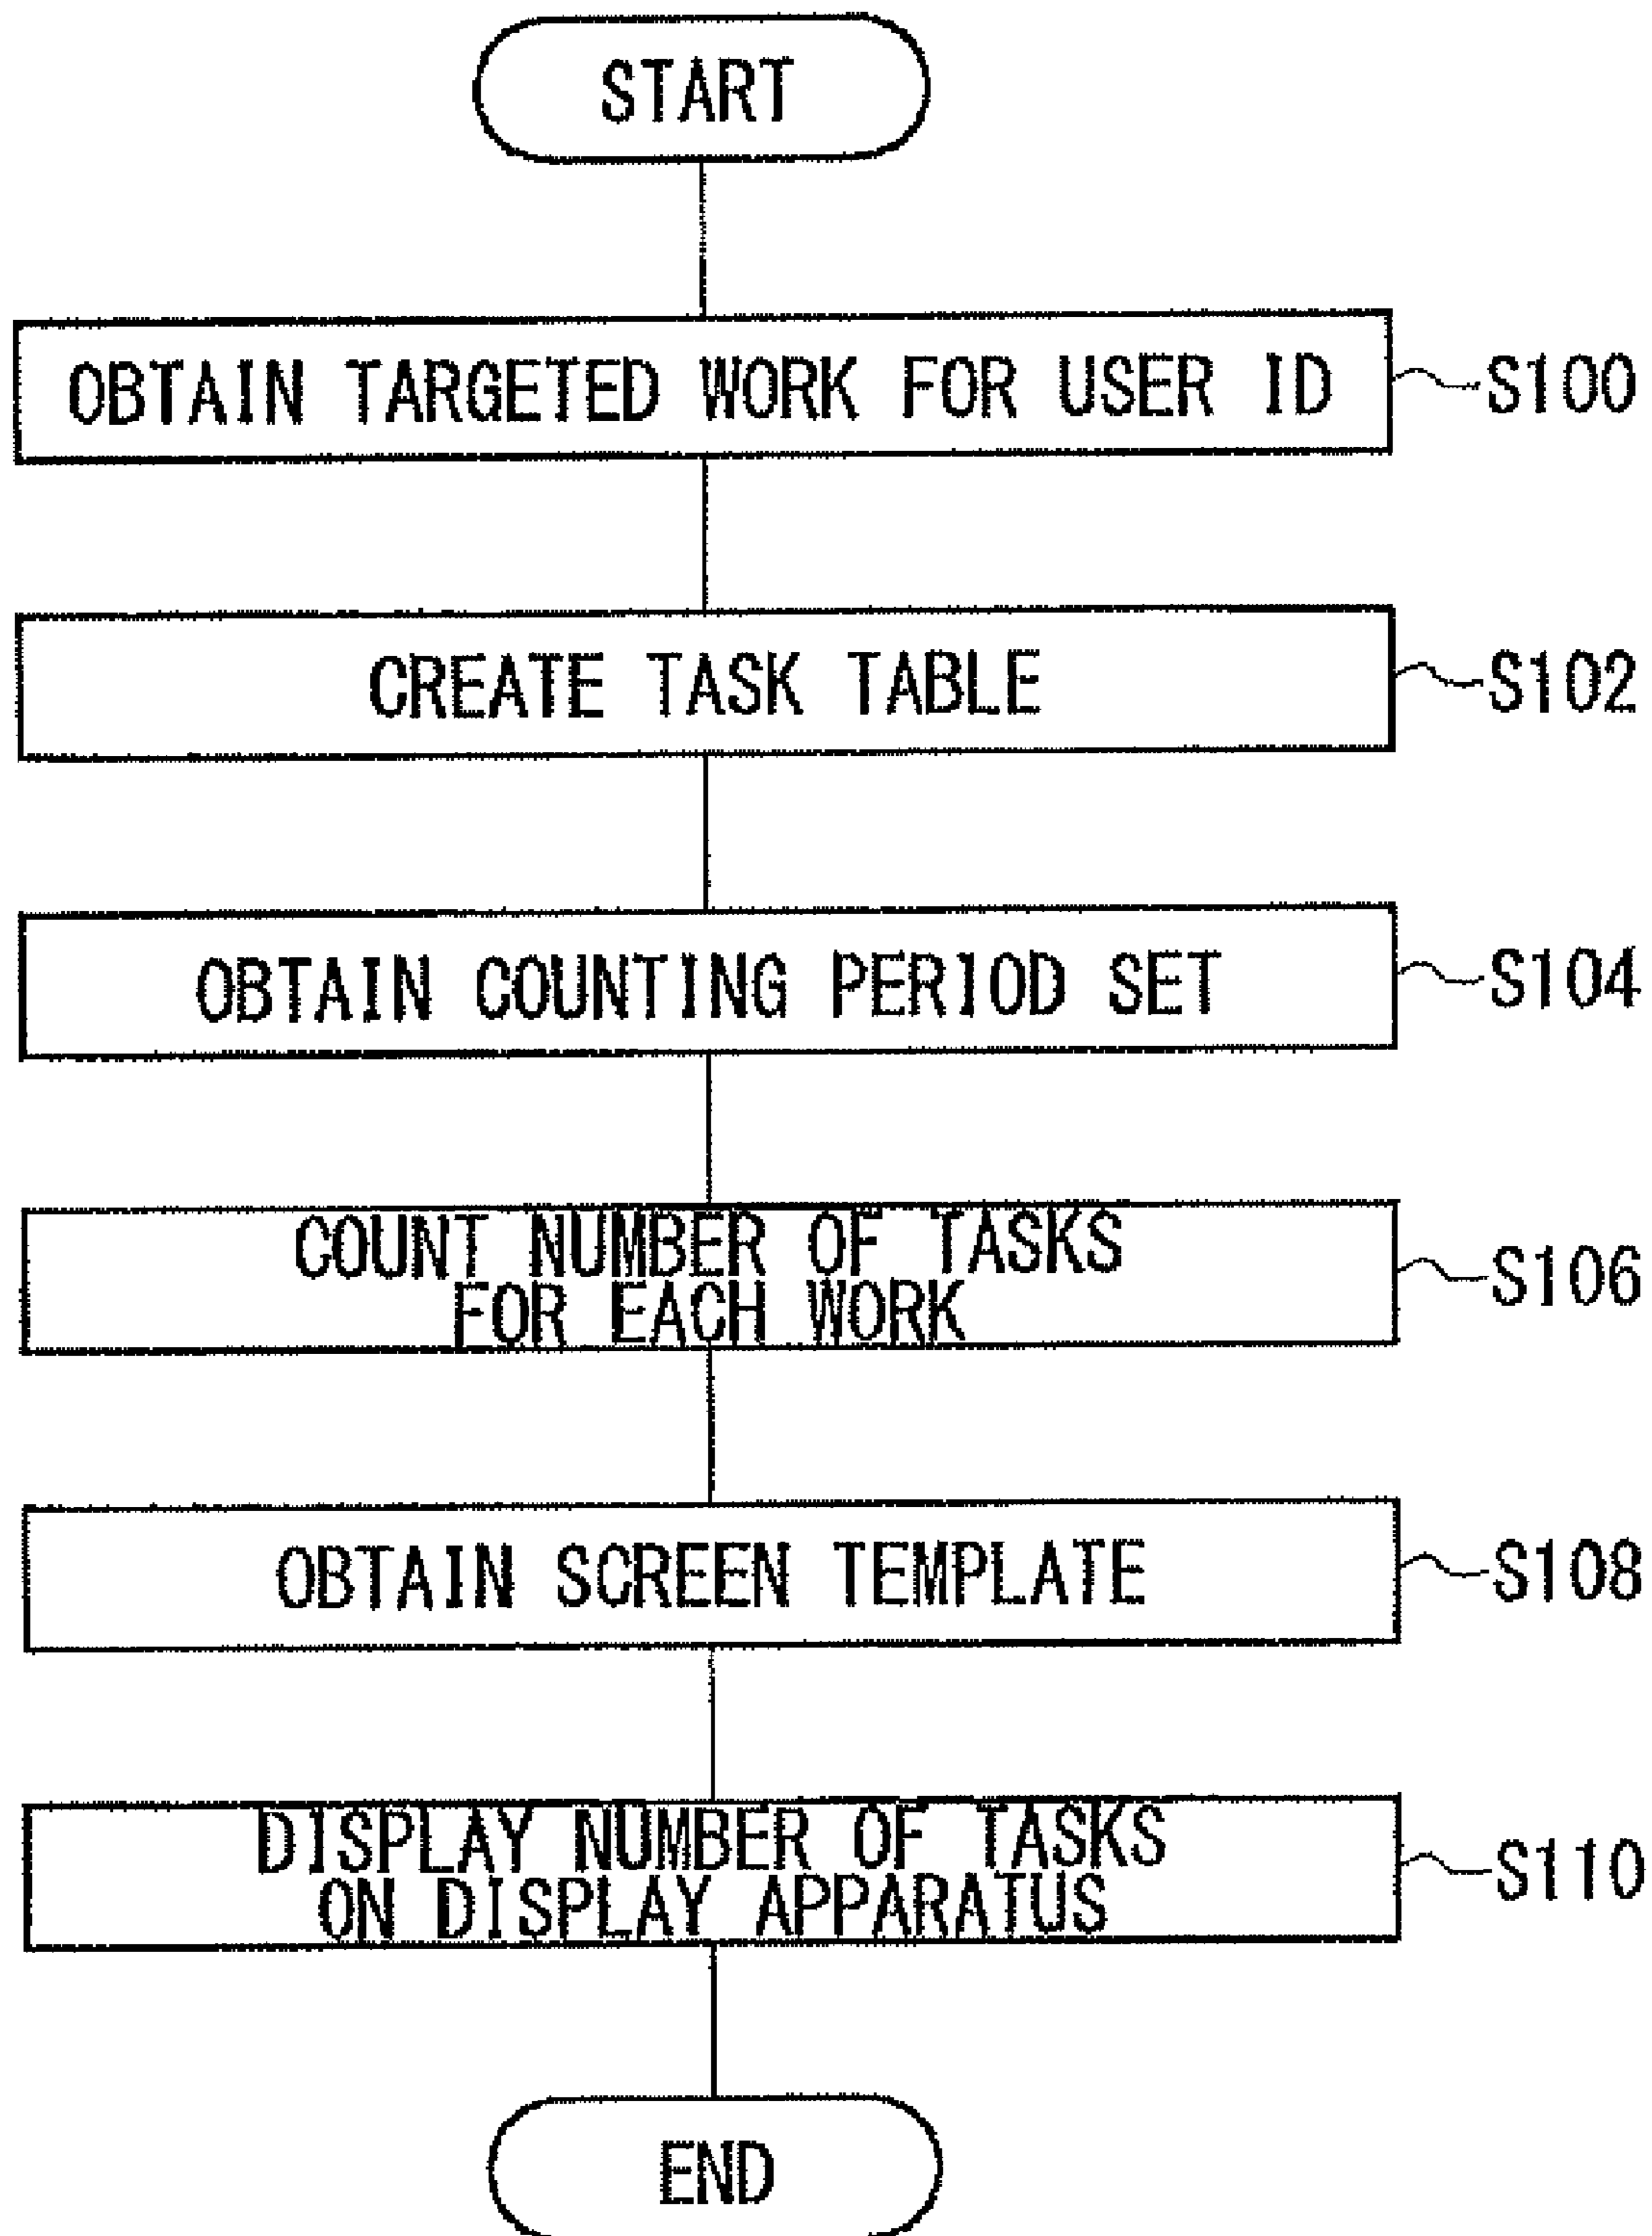 START
OBTAIN TARGETED WORK FOR USER ID
S100
CREATE TASK TABLE
S102
OBTAIN COUNTING PERIOD SET
S104
COUNT NUMBER OF TASKS
FOR EACH WORK
S106
OBTAIN SCREEN TEMPLATE
S108
DISPLAY NUMBER OF TASKS
ON DISPLAY APPARATUS
S110
END